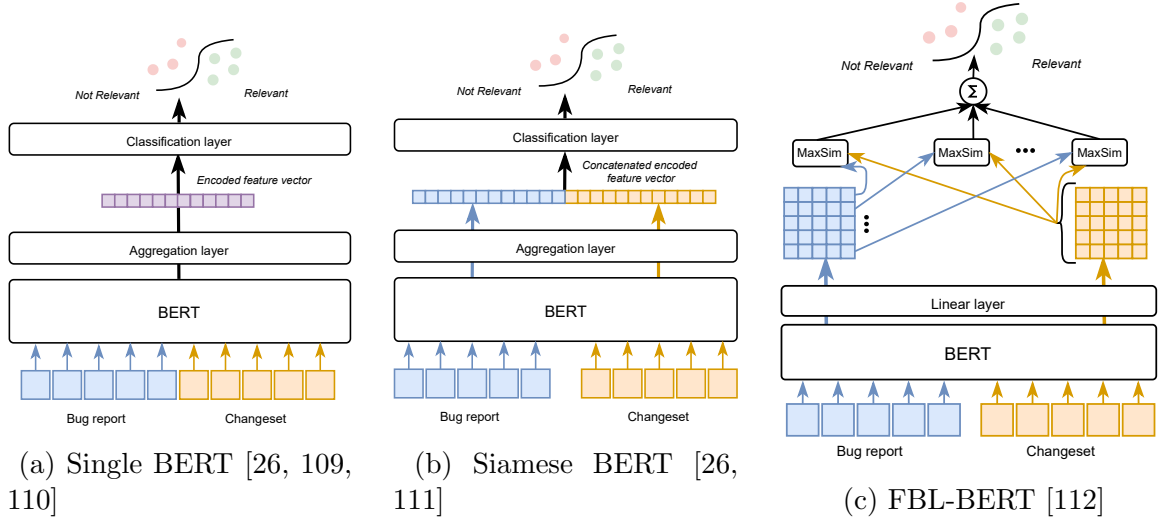 Not Relevant
Relevant
Classification layer
Encoded feature vector
Aggregation layer
BERT
Bug report
Changeset
(a) Single BERT [26, 109,
110]
Not Relevant
Relevant
Classification layer
Concatenated encoded
feature vector
Aggregation layer
BERT
Bug report
Changeset
(b) Siamese BERT [26,
111]
Not Relevant
Relevant
Σ
MaxSim
MaxSim
•••
MaxSim
•••
Linear layer
BERT
Bug report
Changeset
(c) FBL-BERT [112]